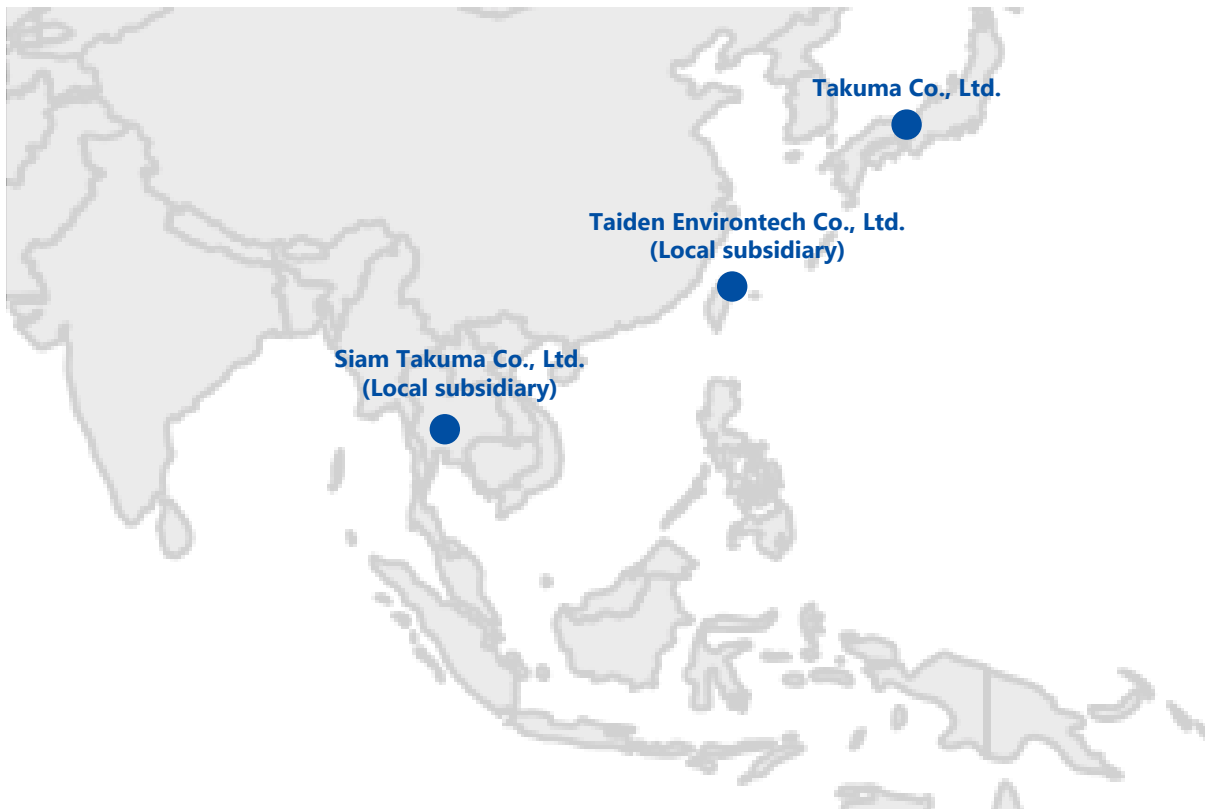 Takuma Co., Ltd.
Taiden Environtech Co., Ltd.
(Local subsidiary)
Siam Takuma Co., Ltd.
(Local subsidiary)